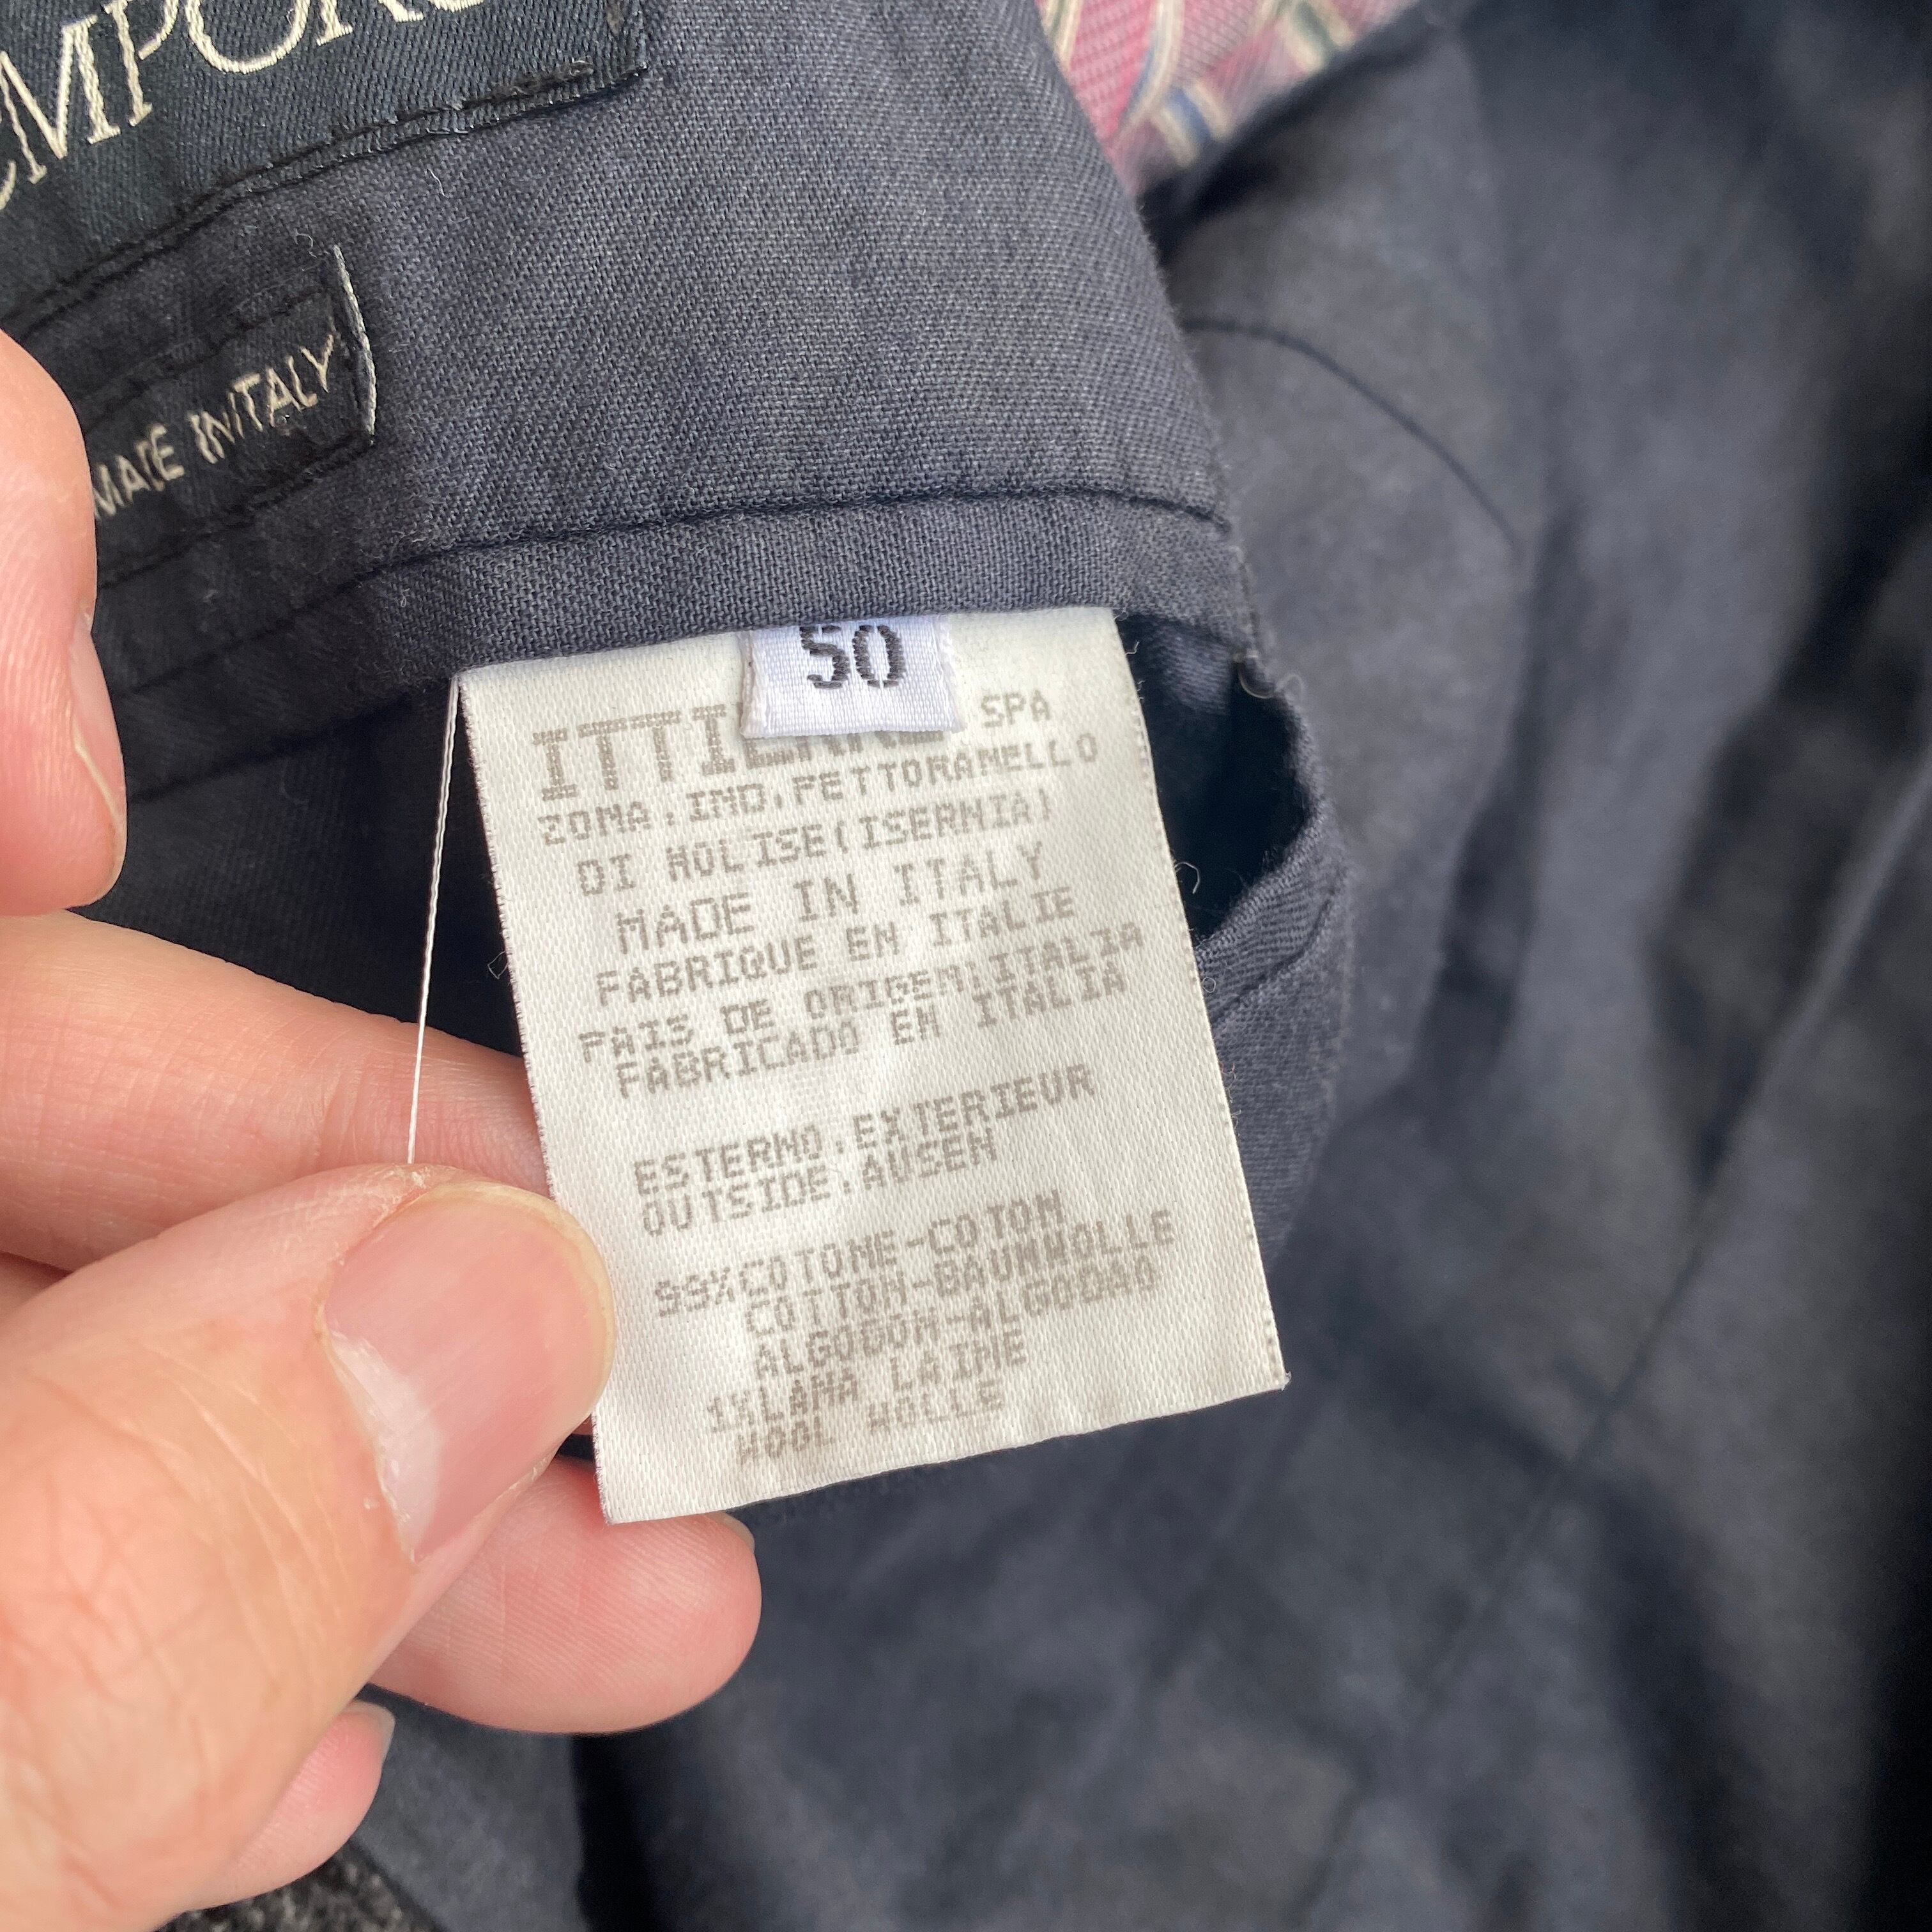 MADE IN ITALY
50
SPA
ZONA.IND.PETTORANELLO
DI MOLISE(ISERNIA)
MADE IN ITALY
FABRIQUE EN ITALIE
PAIS DE ORIGEN:ITALIA
FABRICADO EN ITALIA
ESTERNO.EXTERIEUR
OUTSIDE.AUSEN
99%COTONE-COTON
COTTON-BAUMWOLLE
ALGODON-ALGODAO
1%LANA LAINE
WOOL WOLLE